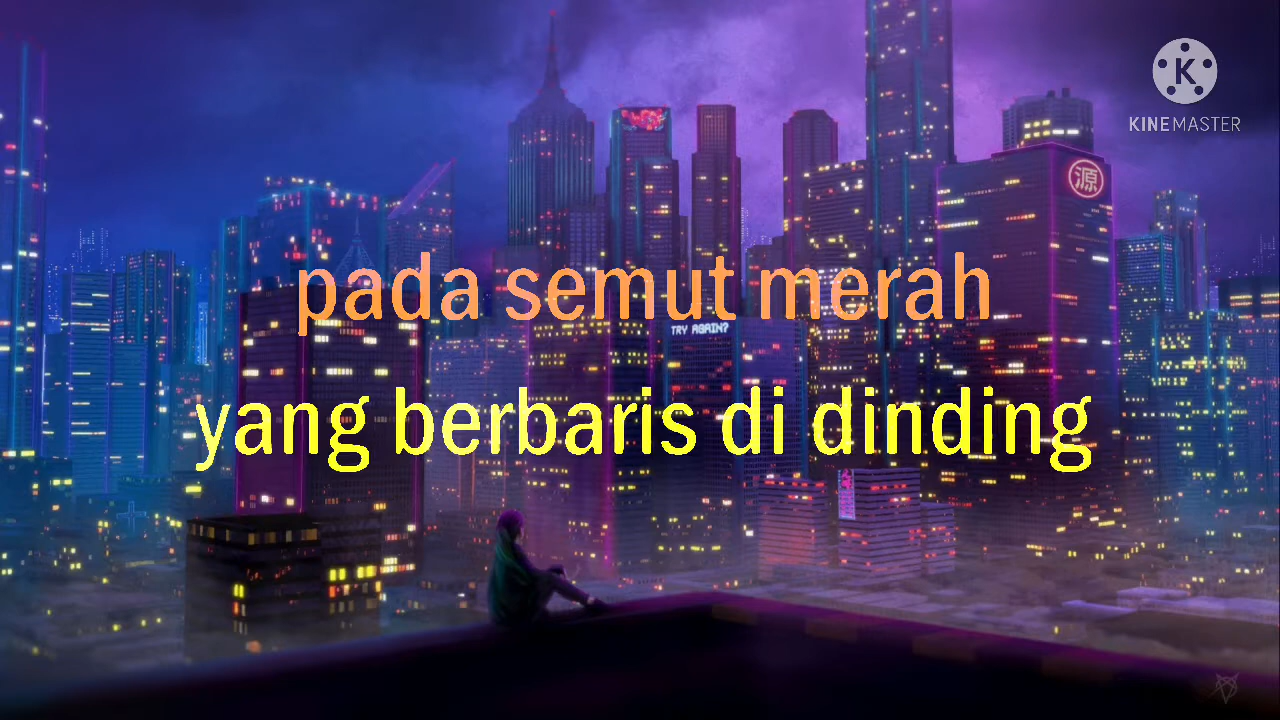 K
KINEMASTER
源
pada semut merah
TRY AGAIN?
yang berbaris di dinding